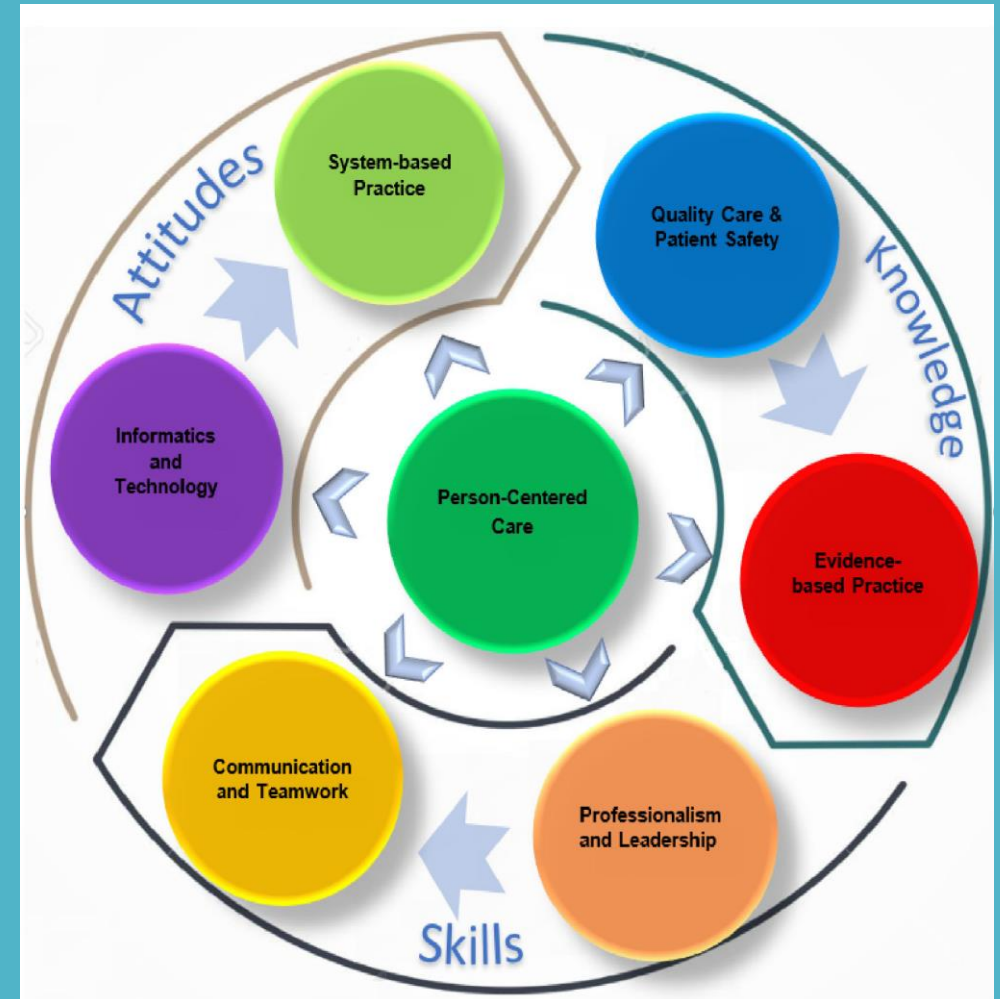 Attitudes
System-based
Practice
Quality Care &
Patient Safety
Knowledge
Informatics
and
Technology
Person-Centered
Care
Evidence-
based Practice
Communication
and Teamwork
Professionalism
and Leadership
Skills